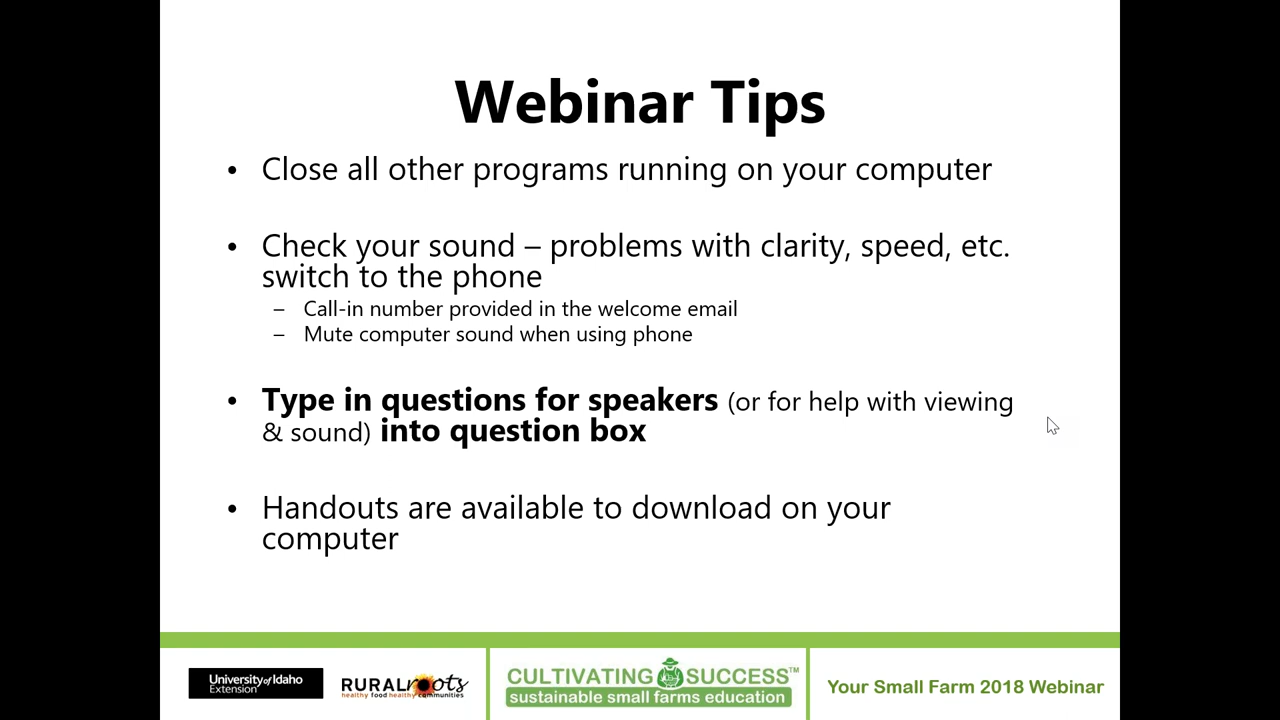 Webinar Tips
• Close all other programs running on your computer
• Check your sound – problems with clarity, speed, etc.
switch to the phone
– Call-in number provided in the welcome email
– Mute computer sound when using phone
• Type in questions for speakers (or for help with viewing
& sound) into question box
• Handouts are available to download on your
computer
University of Idaho
Extension
RURAL roots
healthy food healthy communities
CULTIVATING SUCCESS™
sustainable small farms education
Your Small Farm 2018 Webinar